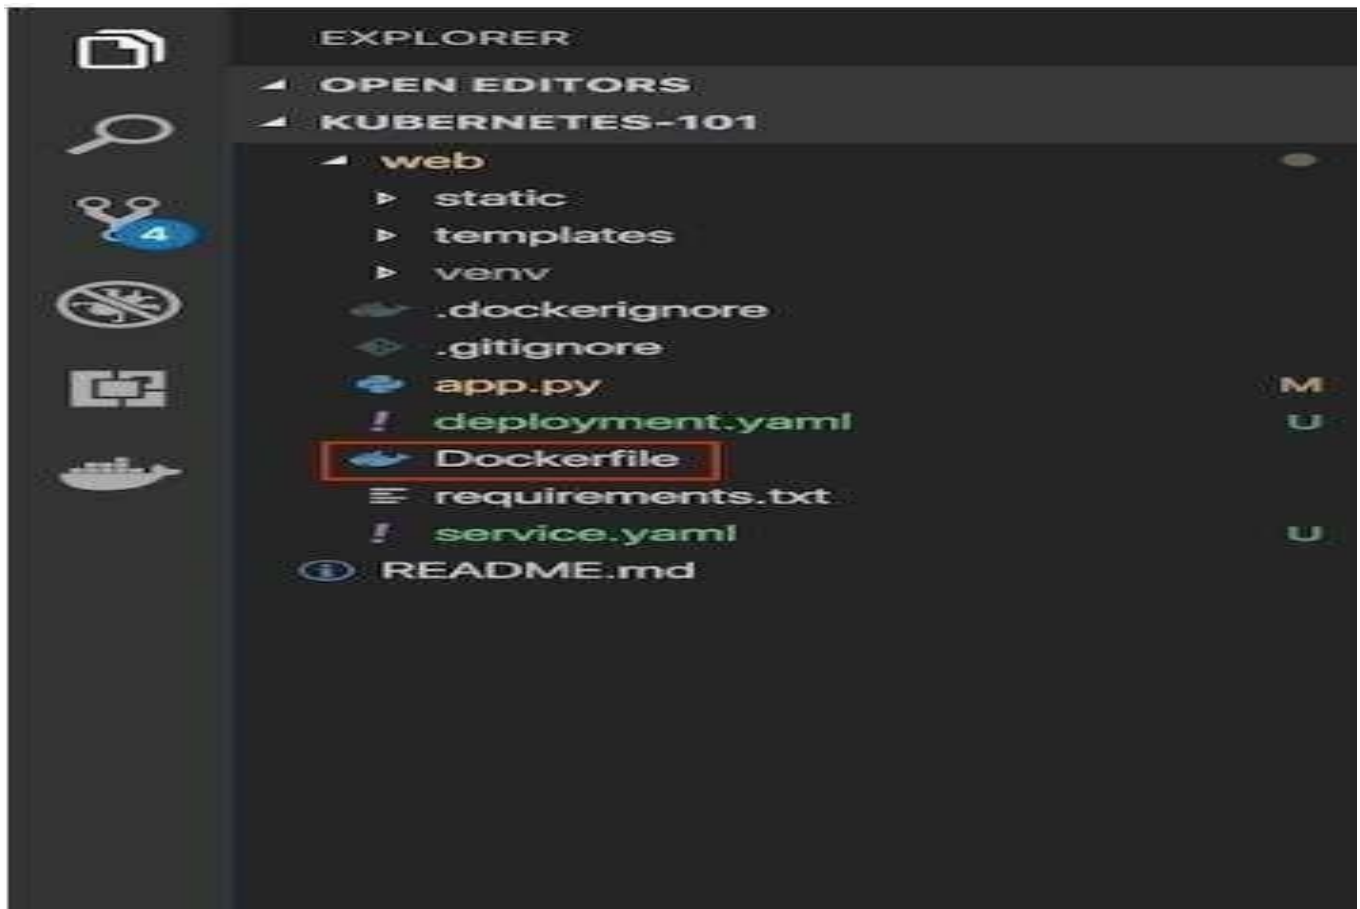 EXPLORER
OPEN EDITORS
KUBERNETES-101
web
static
templates
4
venv
.dockerignore
.gitignore
app.py M
deployment.yaml U
Dockerfile
requirements.txt
service.yaml U
README.md